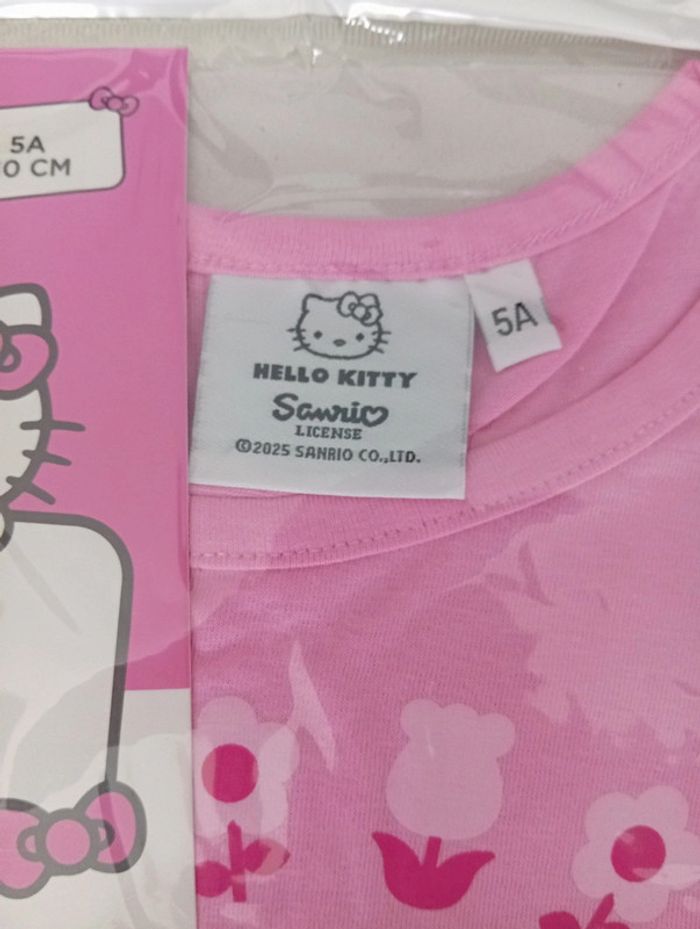 5A
0 CM
HELLO KITTY
Sanrio
LICENSE
©2025 SANRIO CO.,LTD.
5A